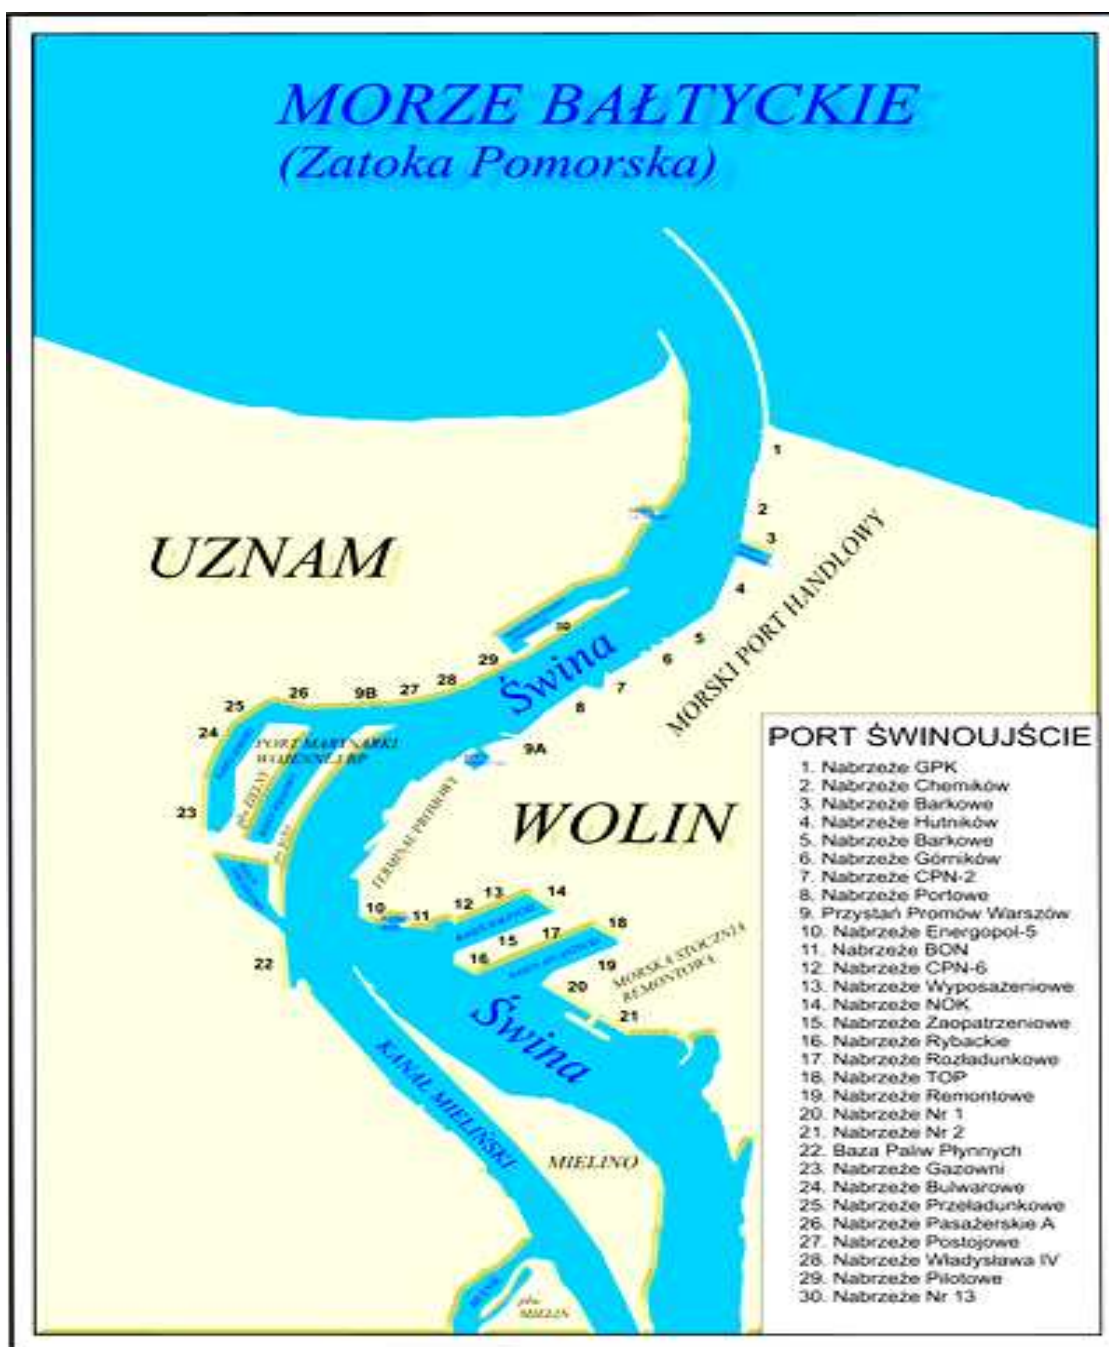 MORZE BAŁTYCKIE
(Zatoka Pomorska)
1
2
3
UZNAM
MORSKI PORT HANDLOWY
4
30
5
Świna
29
6
28
7
27
9B
26
8
25
24
PORT MARYNARKI
WOJENNEJ RP
9A
23
TERMINAL PROMOWY
WOLIN
10
11
12
13
14
15
16
17
18
19
20
21
22
MORSKA STOCZNIA
REMONTOWA
Świna
KANAŁ MIELIŃSKI
MIELINO
płw.
MIELIN
PORT ŚWINOUJŚCIE
1. Nabrzeże GPK
2. Nabrzeże Chemików
3. Nabrzeże Barkowe
4. Nabrzeże Hutników
5. Nabrzeże Barkowe
6. Nabrzeże Górników
7. Nabrzeże CPN-2
8. Nabrzeże Portowe
9. Przystań Promów Warszów
10. Nabrzeże Energopol-5
11. Nabrzeże BON
12. Nabrzeże CPN-6
13. Nabrzeże Wyposażeniowe
14. Nabrzeże NOK
15. Nabrzeże Zaopatrzeniowe
16. Nabrzeże Rybackie
17. Nabrzeże Rozładunkowe
18. Nabrzeże TOP
19. Nabrzeże Remontowe
20. Nabrzeże Nr 1
21. Nabrzeże Nr 2
22. Baza Paliw Płynnych
23. Nabrzeże Gazowni
24. Nabrzeże Bulwarowe
25. Nabrzeże Przeładunkowe
26. Nabrzeże Pasażerskie A
27. Nabrzeże Postojowe
28. Nabrzeże Władysława IV
29. Nabrzeże Pilotowe
30. Nabrzeże Nr 13